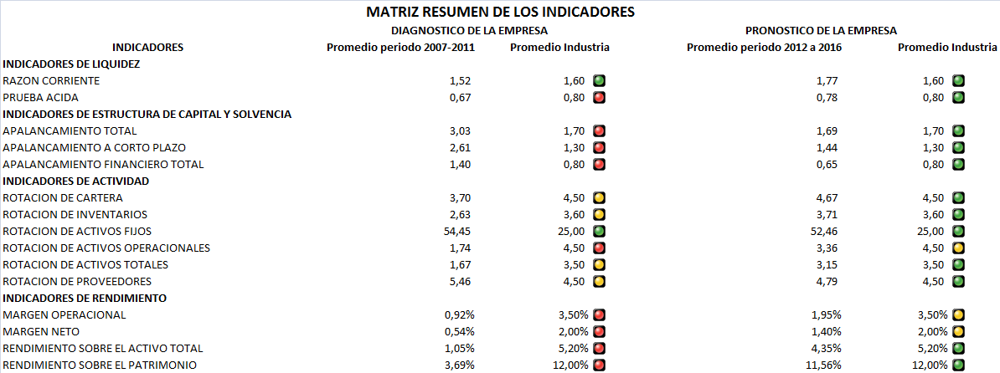 MATRIZ RESUMEN DE LOS INDICADORES
DIAGNOSTICO DE LA EMPRESA PRONOSTICO DE LA EMPRESA
INDICADORES Promedio periodo 2007-2011 Promedio Industria Promedio periodo 2012 a 2016 Promedio Industria
INDICADORES DE LIQUIDEZ
RAZON CORRIENTE 1,52 1,60 1,77 1,60
PRUEBA ACIDA 0,67 0,80 0,78 0,80
INDICADORES DE ESTRUCTURA DE CAPITAL Y SOLVENCIA
APALANCAMIENTO TOTAL 3,03 1,70 1,69 1,70
APALANCAMIENTO A CORTO PLAZO 2,61 1,30 1,44 1,30
APALANCAMIENTO FINANCIERO TOTAL 1,40 0,80 0,65 0,80
INDICADORES DE ACTIVIDAD
ROTACION DE CARTERA 3,70 4,50 4,67 4,50
ROTACION DE INVENTARIOS 2,63 3,60 3,71 3,60
ROTACION DE ACTIVOS FIJOS 54,45 25,00 52,46 25,00
ROTACION DE ACTIVOS OPERACIONALES 1,74 4,50 3,36 4,50
ROTACION DE ACTIVOS TOTALES 1,67 3,50 3,15 3,50
ROTACION DE PROVEEDORES 5,46 4,50 4,79 4,50
INDICADORES DE RENDIMIENTO
MARGEN OPERACIONAL 0,92% 3,50% 1,95% 3,50%
MARGEN NETO 0,54% 2,00% 1,40% 2,00%
RENDIMIENTO SOBRE EL ACTIVO TOTAL 1,05% 5,20% 4,35% 5,20%
RENDIMIENTO SOBRE EL PATRIMONIO 3,69% 12,00% 11,56% 12,00%